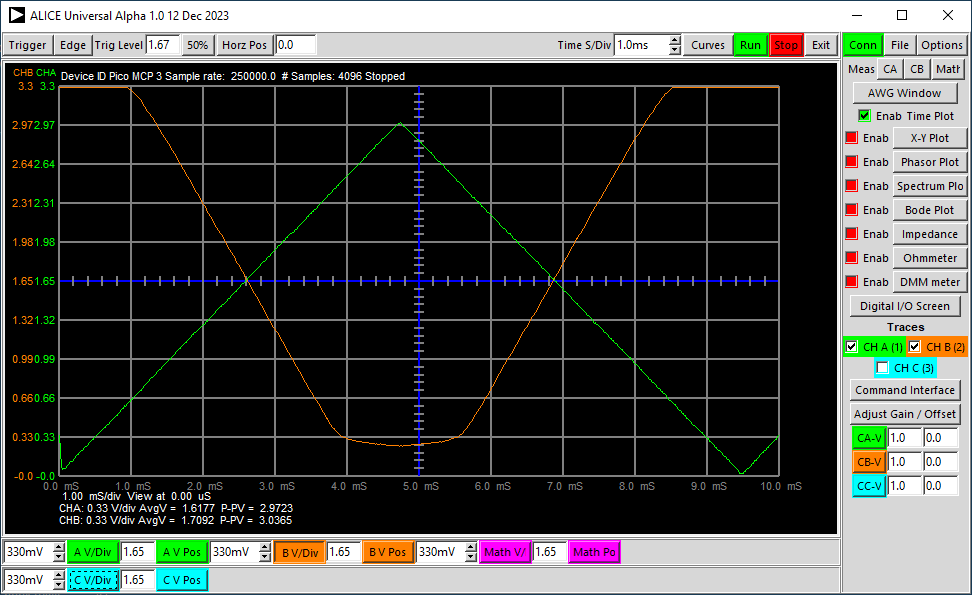 ALICE Universal Alpha 1.0 12 Dec 2023
Trigger Edge Trig Level 1.67 50% Horz Pos 0.0 Time S/Div 1.0ms Curves Run Stop Exit Conn File Options
Meas CA CB Math
CHB CHA Device ID Pico MCP 3 Sample rate: 250000.0 # Samples: 4096 Stopped
3.3 3.3
AWG Window
Enab Time Plot
2.97 2.97
Enab X-Y Plot
2.64 2.64
Enab Phasor Plot
Enab Spectrum Plo
2.31 2.31
Enab Bode Plot
1.98 1.98
Enab Impedance
Enab Ohmmeter
1.65 1.65
Enab DMM meter
Digital I/O Screen
1.32 1.32
Traces
CH A (1) CH B (2)
0.99 0.99
CH C (3)
Command Interface
0.66 0.66
Adjust Gain / Offset
0.33 0.33
CA-V 1.0 0.0
CB-V 1.0 0.0
-0.0 -0.0
CC-V 1.0 0.0
0.0 mS 1.0 mS 2.0 mS 3.0 mS 4.0 mS 5.0 mS 6.0 mS 7.0 mS 8.0 mS 9.0 mS 10.0 mS
1.00 mS/div View at 0.00 uS
CHA: 0.33 V/div AvgV = 1.6177 P-PV = 2.9723
CHB: 0.33 V/div AvgV = 1.7092 P-PV = 3.0365
330mV A V/Div 1.65 A V Pos 330mV B V/Div 1.65 B V Pos 330mV Math V/ 1.65 Math Po
330mV C V/Div 1.65 C V Pos